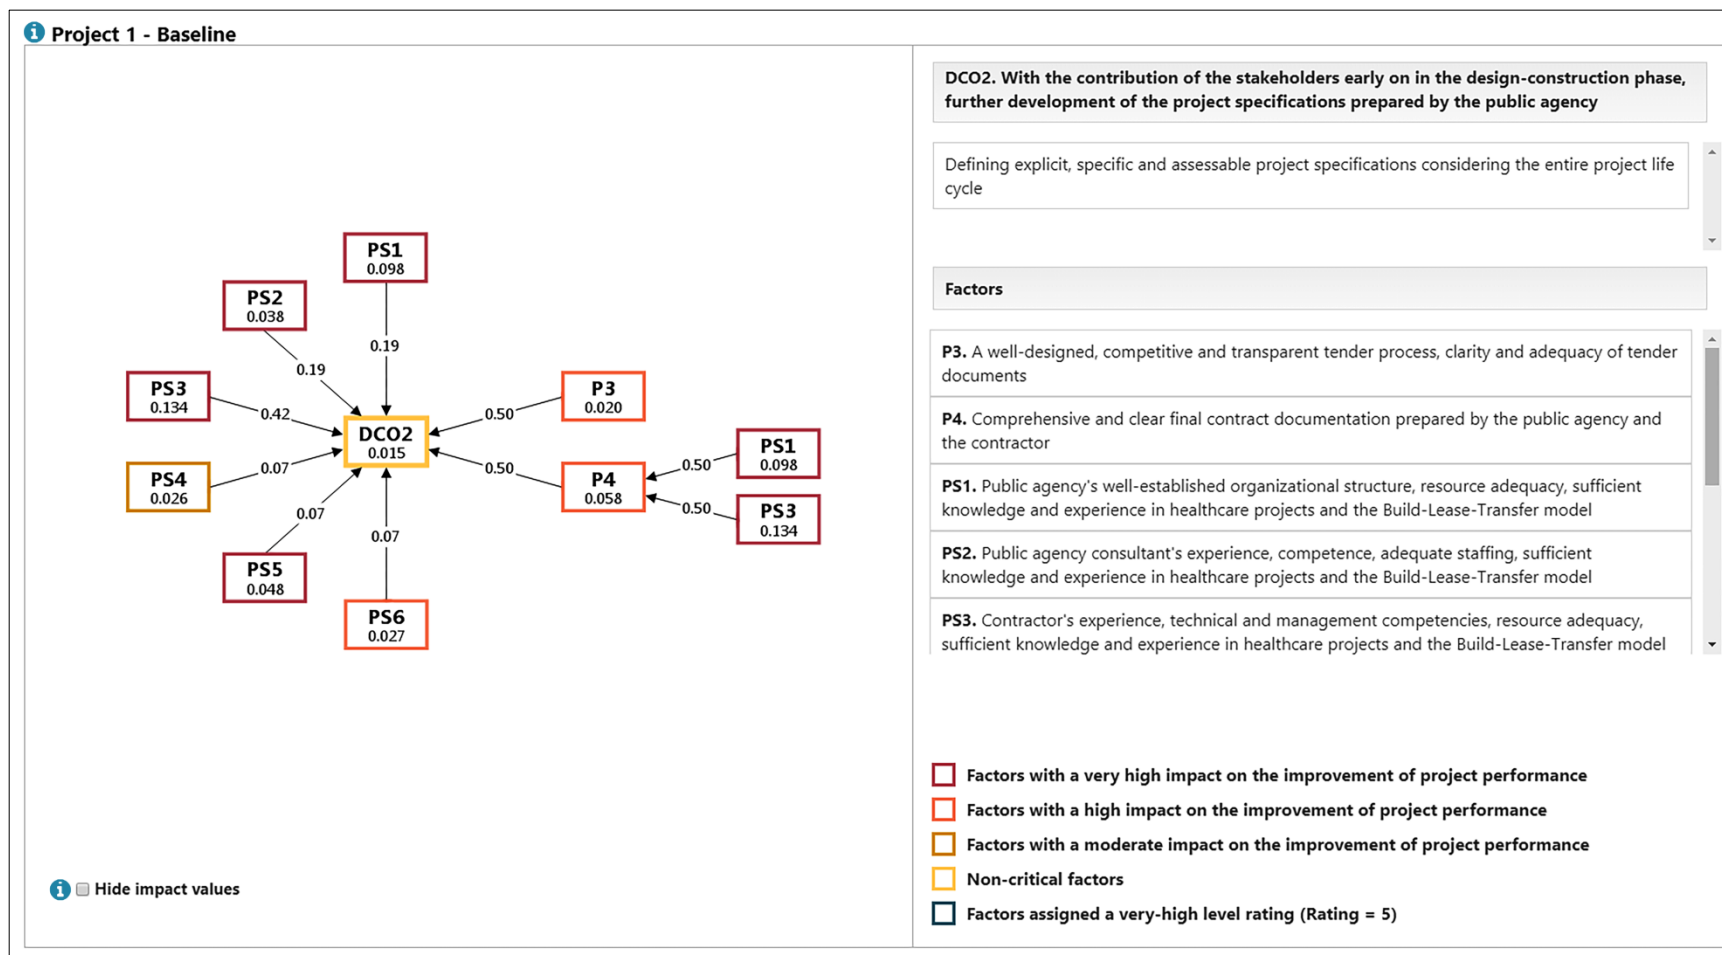 Project 1 - Baseline
PS1
0.098
PS2
0.038
0.19
0.19
PS3
0.134
0.42
P3
0.020
0.50
DCO2
0.015
PS1
0.098
0.50
PS4
0.026
0.07
0.50
P4
0.058
0.50
PS3
0.134
0.07
0.07
PS5
0.048
PS6
0.027
Hide impact values
DCO2. With the contribution of the stakeholders early on in the design-construction phase,
further development of the project specifications prepared by the public agency
Defining explicit, specific and assessable project specifications considering the entire project life
cycle
Factors
P3. A well-designed, competitive and transparent tender process, clarity and adequacy of tender
documents
P4. Comprehensive and clear final contract documentation prepared by the public agency and
the contractor
PS1. Public agency's well-established organizational structure, resource adequacy, sufficient
knowledge and experience in healthcare projects and the Build-Lease-Transfer model
PS2. Public agency consultant's experience, competence, adequate staffing, sufficient
knowledge and experience in healthcare projects and the Build-Lease-Transfer model
PS3. Contractor's experience, technical and management competencies, resource adequacy,
sufficient knowledge and experience in healthcare projects and the Build-Lease-Transfer model
Factors with a very high impact on the improvement of project performance
Factors with a high impact on the improvement of project performance
Factors with a moderate impact on the improvement of project performance
Non-critical factors
Factors assigned a very-high level rating (Rating = 5)